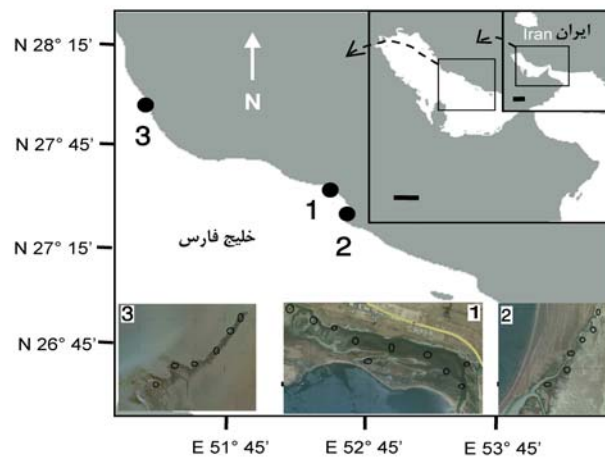 N 28° 15'
N 27° 45'
N 27° 15'
N 26° 45'
Iran ایران
N
3
1
2
خلیج فارس
3
1
2
E 51° 45'
E 52° 45'
E 53° 45'